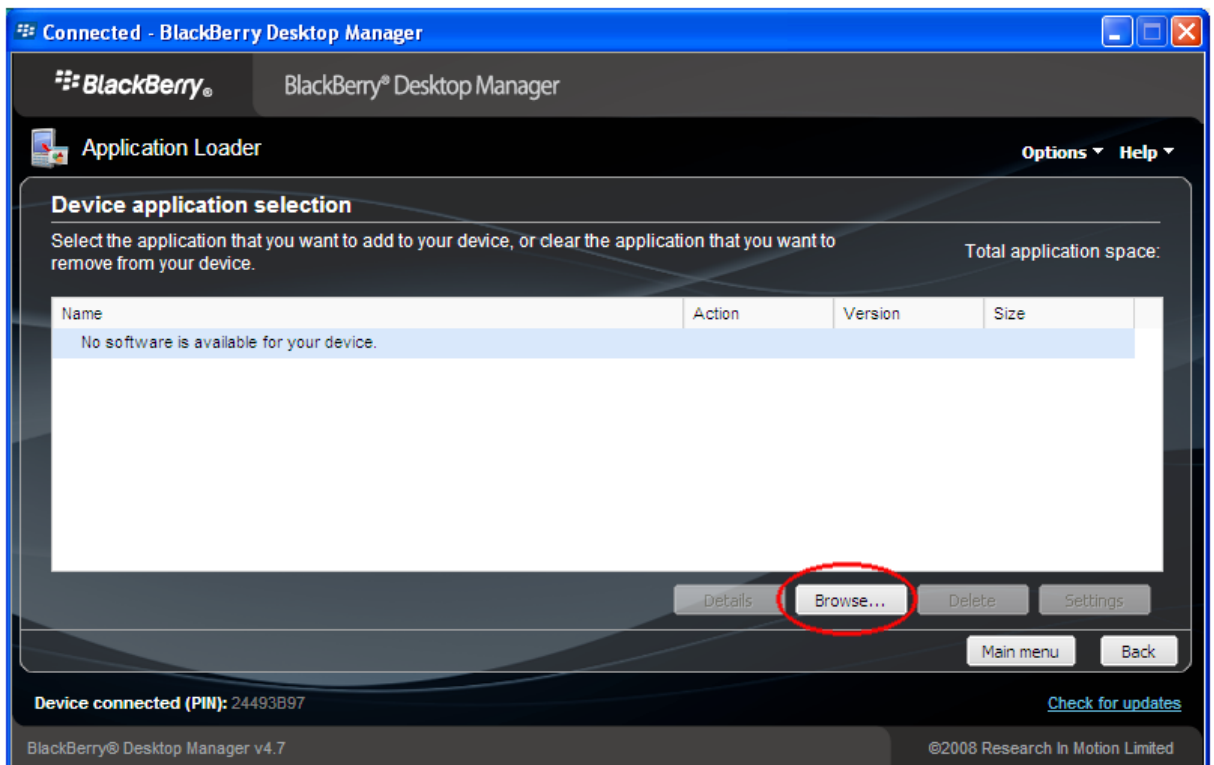 Connected - BlackBerry Desktop Manager
BlackBerry®
BlackBerry® Desktop Manager
Application Loader
Options Help
Device application selection
Select the application that you want to add to your device, or clear the application that you want to
remove from your device.
Total application space:
Name Action Version Size
No software is available for your device.
Details Browse... Delete Settings
Main menu Back
Device connected (PIN): 24493B97
Check for updates
BlackBerry® Desktop Manager v4.7
©2008 Research In Motion Limited